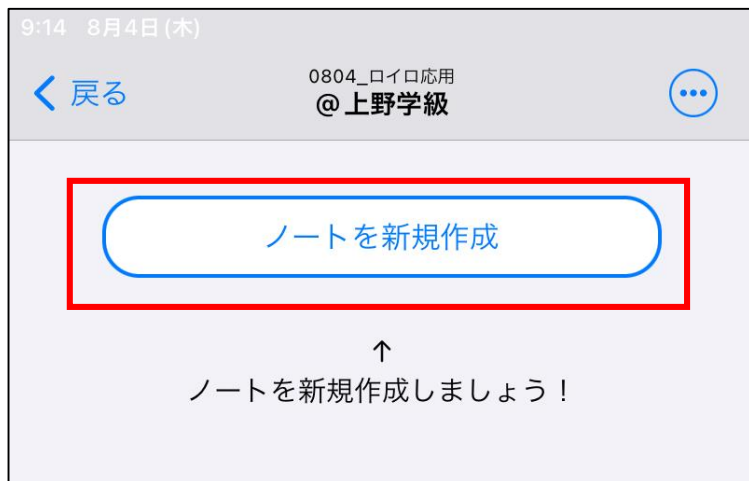 9:14 8月4日(木)
戻る
0804_ロイロ応用
@上野学級
ノートを新規作成
↑
ノートを新規作成しましょう！